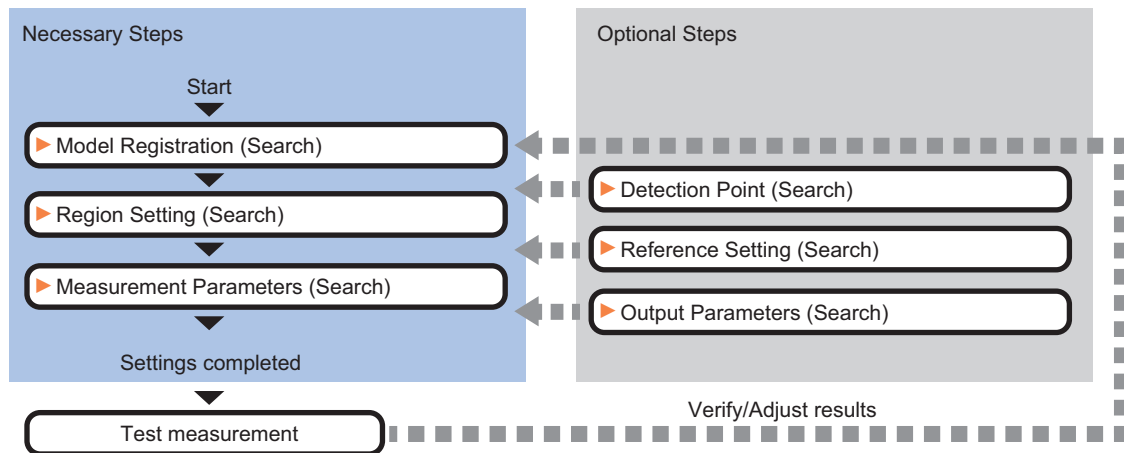 Necessary Steps
Start
Model Registration (Search)
Region Setting (Search)
Measurement Parameters (Search)
Settings completed
Test measurement
Optional Steps
Detection Point (Search)
Reference Setting (Search)
Output Parameters (Search)
Verify/Adjust results